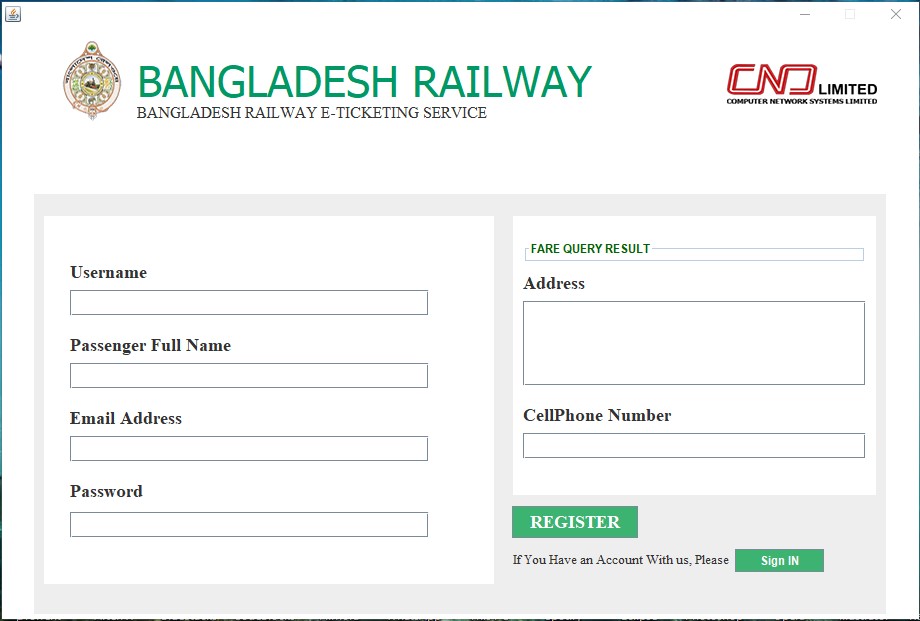 BANGLADESH RAILWAY
BANGLADESH RAILWAY E-TICKETING SERVICE
LIMITED
COMPUTER NETWORK SYSTEMS LIMITED
Username
Passenger Full Name
Email Address
Password
FARE QUERY RESULT
Address
CellPhone Number
REGISTER
If You Have an Account With us, Please
Sign IN